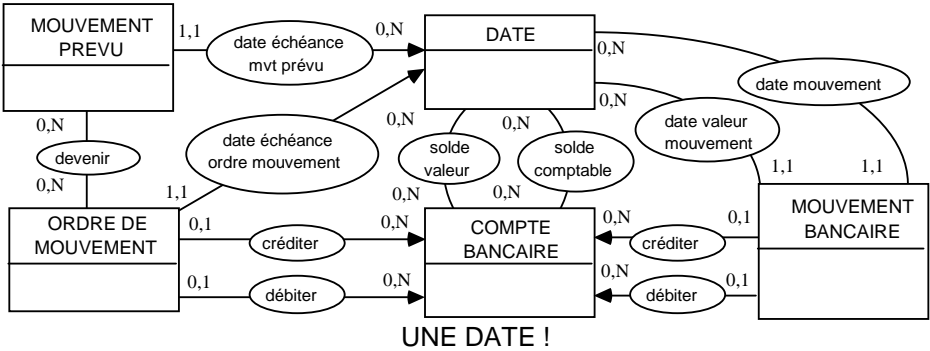 MOUVEMENT
PREVU
1,1
date échéance
mvt prévu
0,N
DATE
0,N
date mouvement
0,N
devenir
0,N
date échéance
ordre mouvement
1,1
0,N
0,N
solde
valeur
0,N
0,N
solde
comptable
0,N
0,N
date valeur
mouvement
1,1
1,1
ORDRE DE
MOUVEMENT
0,1
créditer
0,N
0,1
débiter
0,N
COMPTE
BANCAIRE
0,N
créditer
0,1
0,N
débiter
0,1
MOUVEMENT
BANCAIRE
UNE DATE !